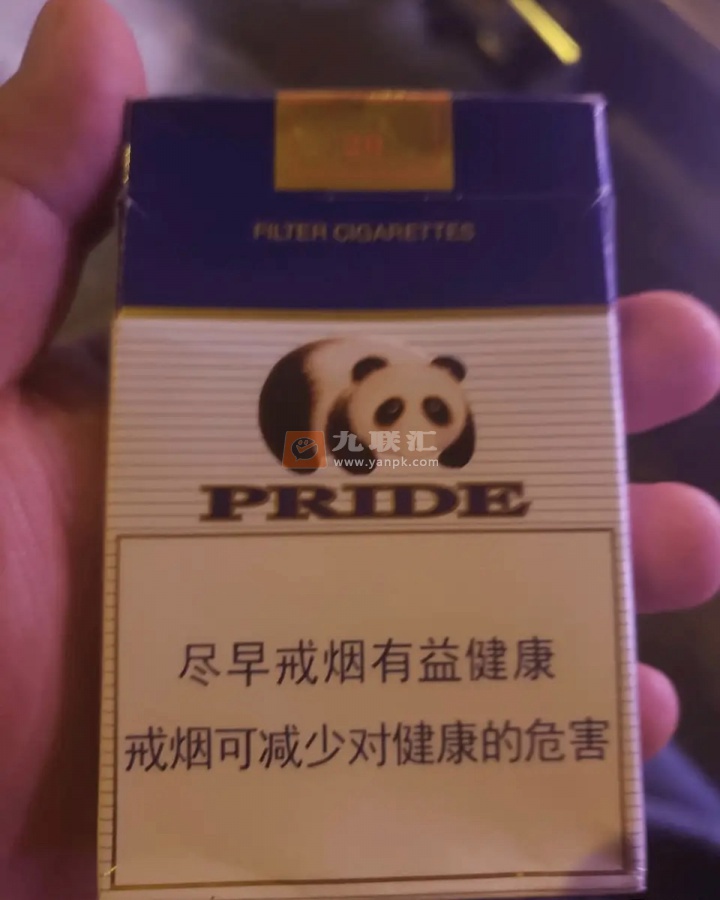 20
FILTER CIGARETTES
九联汇
www.yanpk.com
PRIDE
尽早戒烟有益健康
戒烟可减少对健康的危害